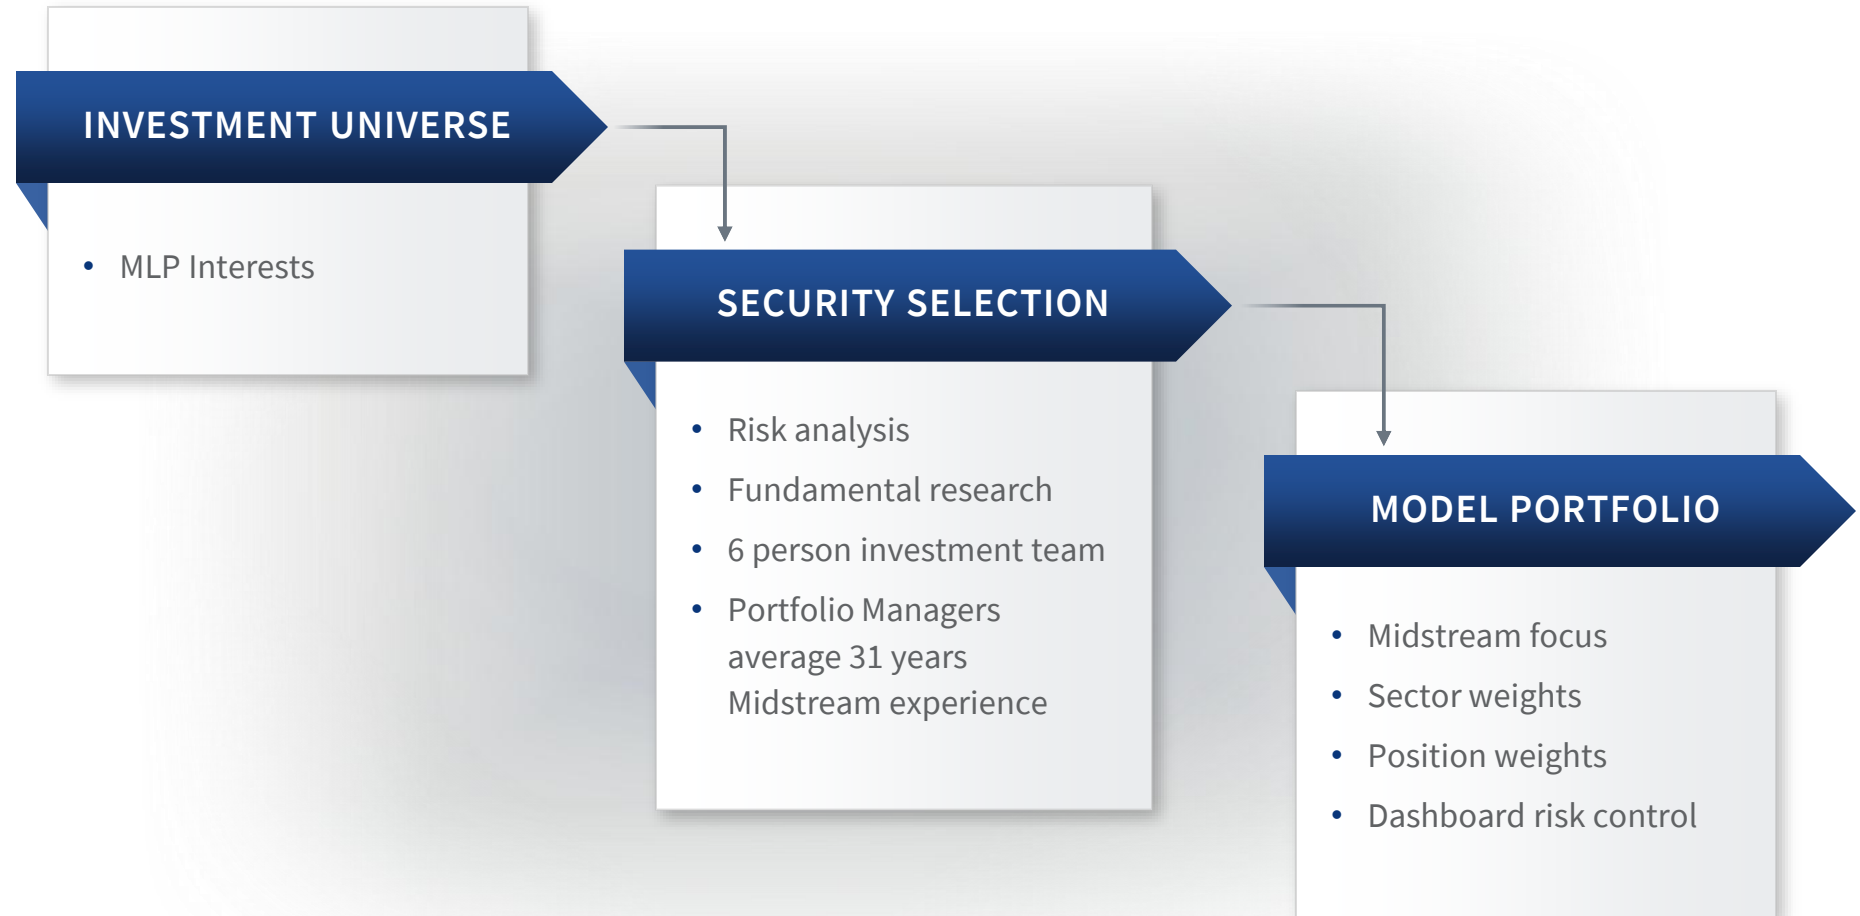 INVESTMENT UNIVERSE
• MLP Interests
SECURITY SELECTION
• Risk analysis
• Fundamental research
• 6 person investment team
• Portfolio Managers
average 31 years
Midstream experience
MODEL PORTFOLIO
• Midstream focus
• Sector weights
• Position weights
• Dashboard risk control